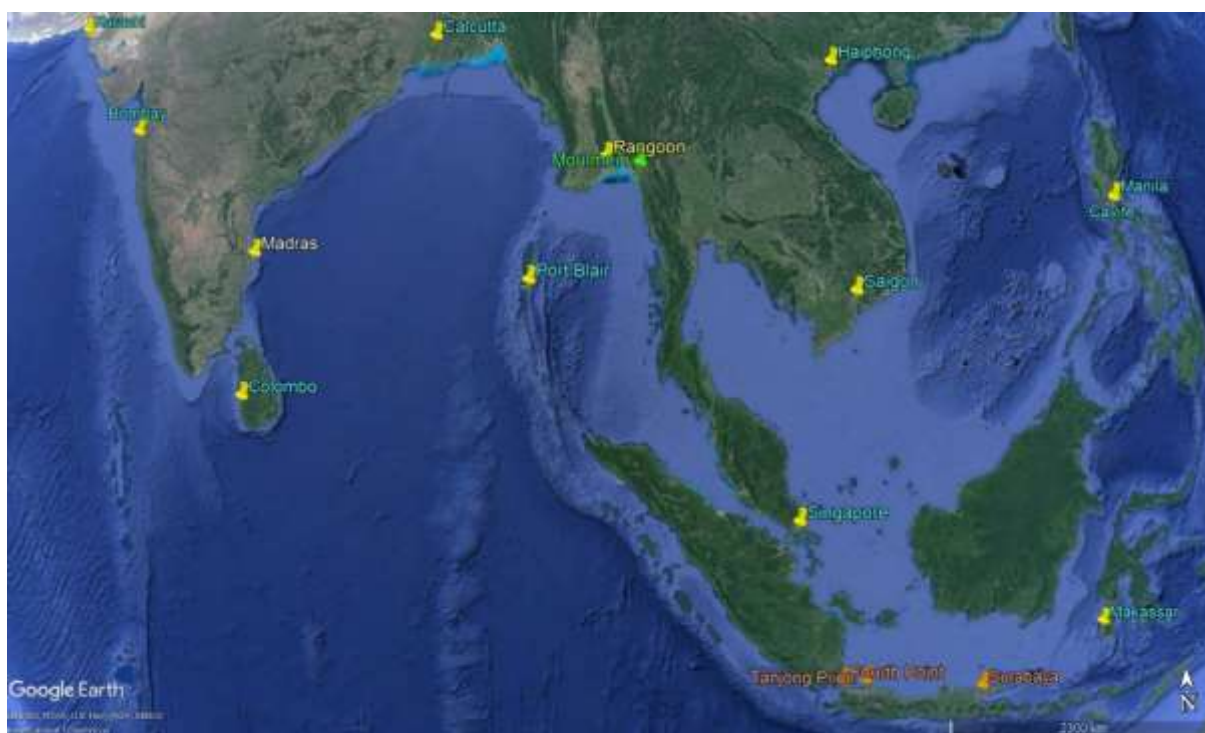 Calcutta
Haiphong
Bombay
Rangoon
Moulmein
Manila
Cavite
Madras
Port Blair
Saigon
Colombo
Singapore
Makassar
Tanjong Priok
Surabaya
Google Earth
N
2300 km